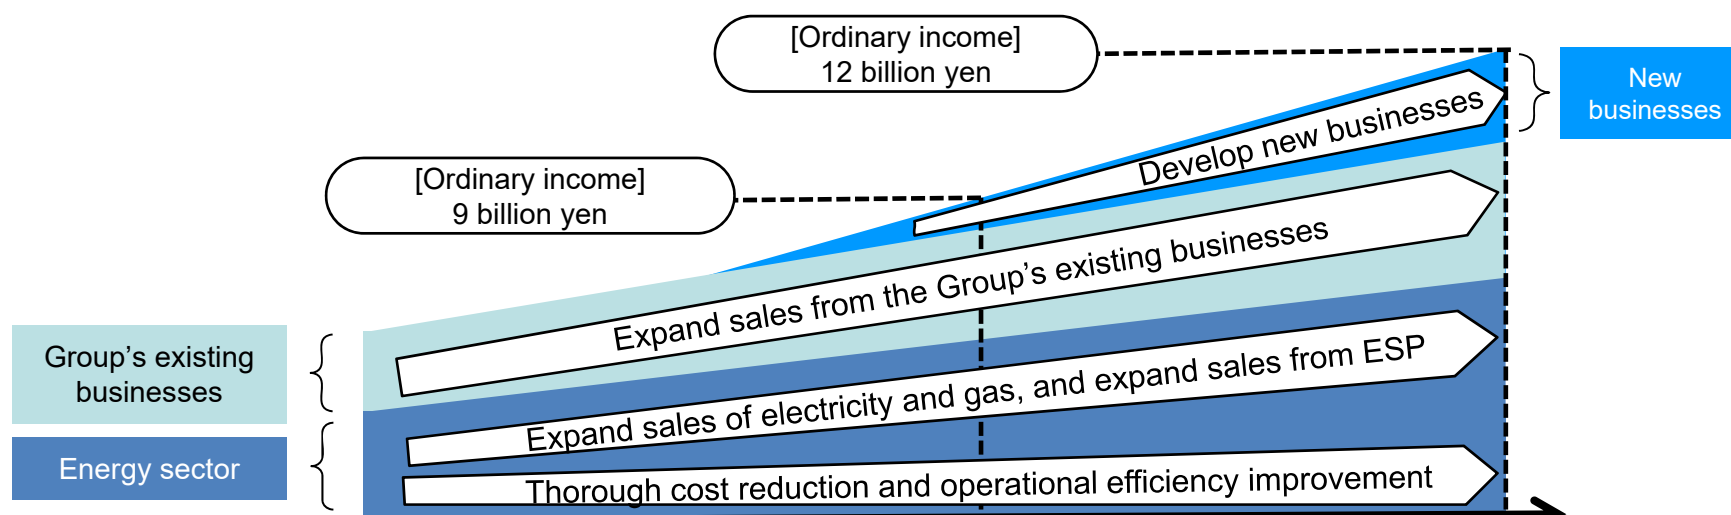 [Ordinary income]
12 billion yen
New
businesses
Develop new businesses
[Ordinary income]
9 billion yen
Expand sales from the Group’s existing businesses
Group’s existing
businesses
Expand sales of electricity and gas, and expand sales from ESP
Energy sector
Thorough cost reduction and operational efficiency improvement